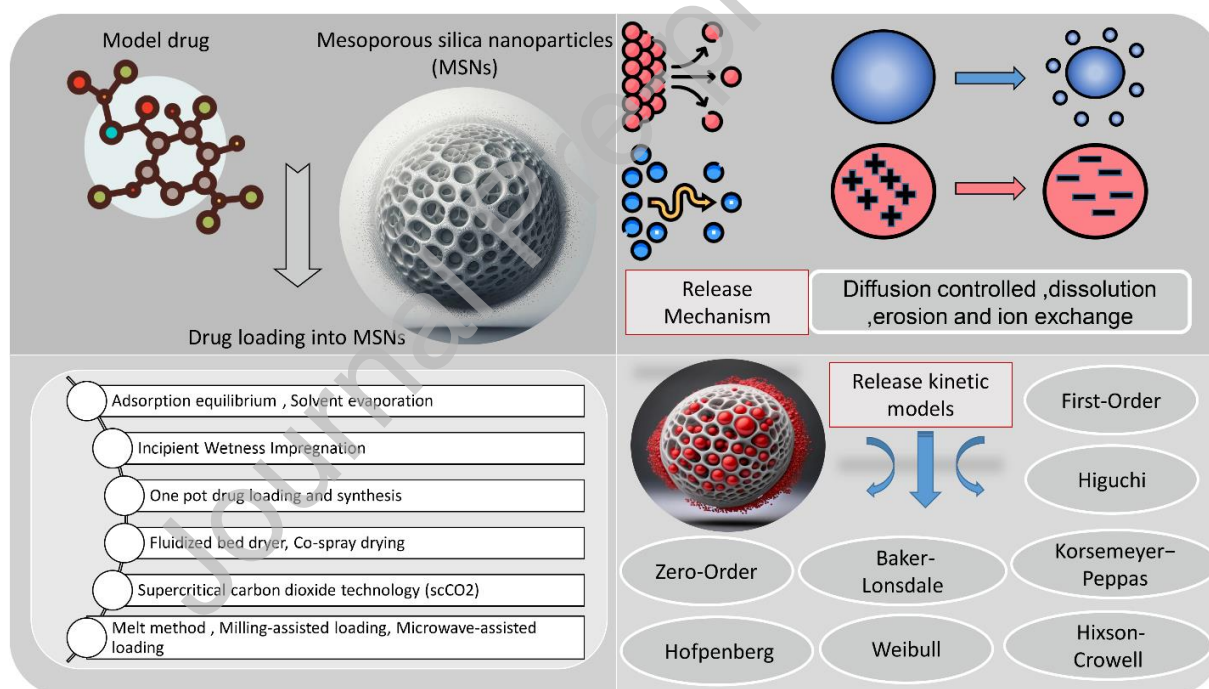 Model drug
Mesoporous silica nanoparticles
(MSNs)
Drug loading into MSNs
Release
Mechanism
Diffusion controlled ,dissolution
,erosion and ion exchange
Adsorption equilibrium , Solvent evaporation
Incipient Wetness Impregnation
One pot drug loading and synthesis
Fluidized bed dryer, Co-spray drying
Supercritical carbon dioxide technology (scCO2)
Melt method , Milling-assisted loading, Microwave-assisted
loading
Release kinetic
models
First-Order
Higuchi
Zero-Order
Baker-
Lonsdale
Korsemeyer–
Peppas
Hofpenberg
Weibull
Hixson-
Crowell
Journal Pre-pr